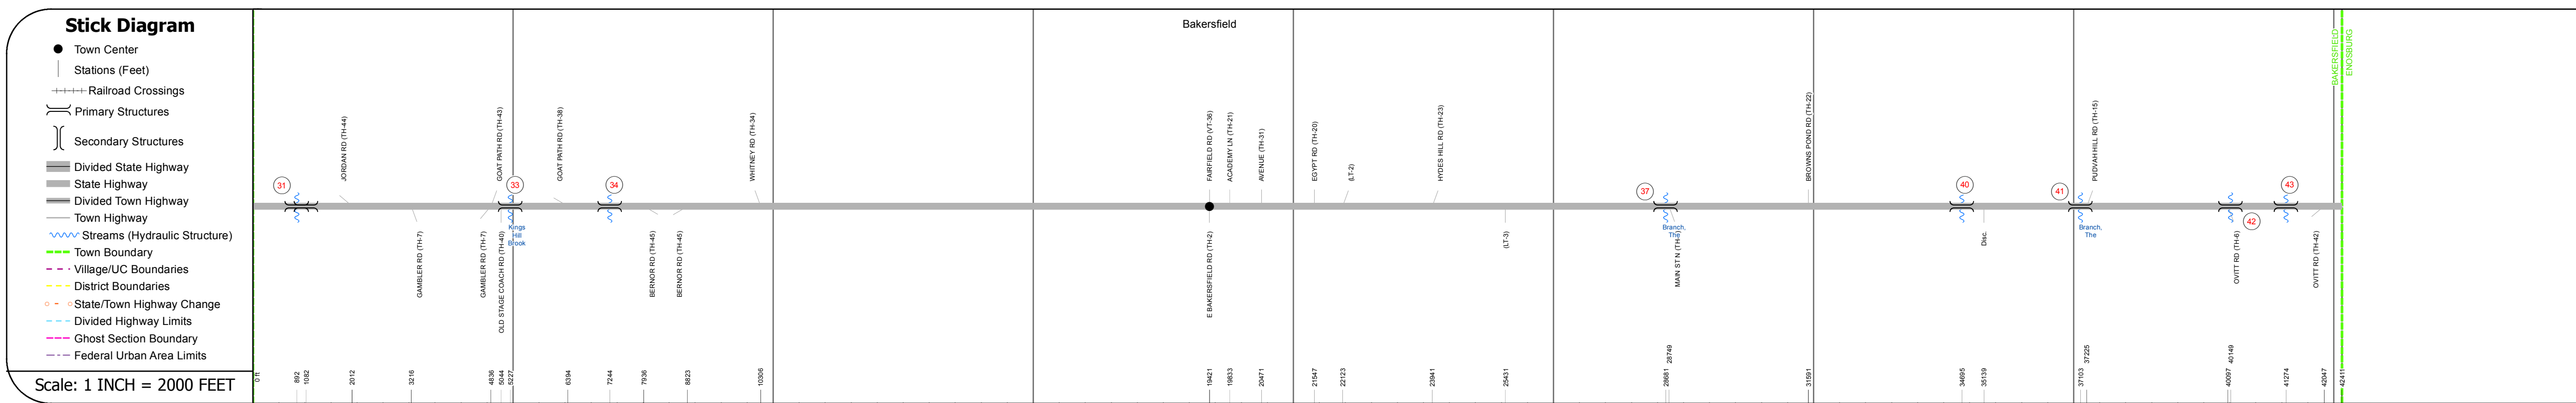 Stick Diagram
Town Center
Stations (Feet)
Railroad Crossings
Primary Structures
Secondary Structures
Divided State Highway
State Highway
Divided Town Highway
Town Highway
Streams (Hydraulic Structure)
Town Boundary
Village/UC Boundaries
District Boundaries
State/Town Highway Change
Divided Highway Limits
Ghost Section Boundary
Federal Urban Area Limits
Scale: 1 INCH = 2000 FEET
Bakersfield
BAKERSFIELD
ENOSBURG
JORDAN RD (TH-44)
GOAT PATH RD (TH-43)
GOAT PATH RD (TH-38)
WHITNEY RD (TH-34)
FAIRFIELD RD (VT-36)
ACADEMY LN (TH-21)
AVENUE (TH-31)
EGYPT RD (TH-20)
(LT-2)
HYDES HILL RD (TH-23)
BROWNS POND RD (TH-22)
PUDVAH HILL RD (TH-15)
31
33
34
37
40
41
42
43
Kings
Hill
Brook
Branch,
The
Branch,
The
GAMBLER RD (TH-7)
GAMBLER RD (TH-7)
OLD STAGE COACH RD (TH-40)
BERNOR RD (TH-45)
BERNOR RD (TH-45)
E BAKERSFIELD RD (TH-2)
(LT-3)
MAIN ST N
Disc.
OVITT RD (TH-6)
OVITT RD (TH-42)
0 ft
892
1082
2012
3216
4836
5044
5227
6394
7244
7936
8823
10306
19421
19833
20471
21547
22123
23941
25431
28681
28749
31591
34695
35139
37103
37225
40097
40149
41274
42047
42411